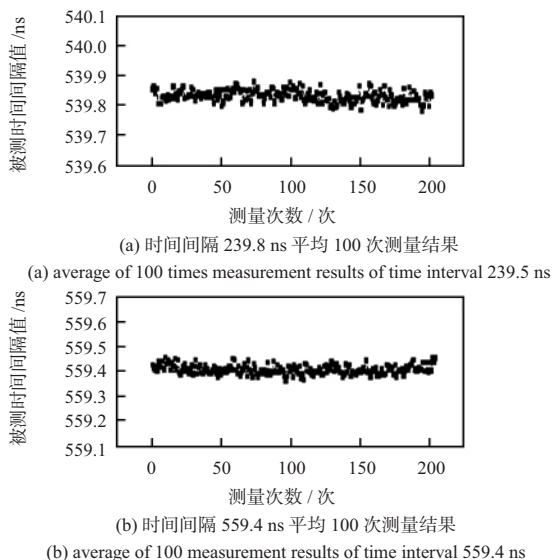 540.1
540.0
539.9
539.8
539.7
539.6
被测时间间隔值 /ns
0 50 100 150 200
测量次数 / 次
(a) 时间间隔 239.8 ns 平均 100 次测量结果
(a) average of 100 times measurement results of time interval 239.5 ns
559.7
559.6
559.5
559.4
559.3
559.2
559.1
被测时间间隔值 /ns
0 50 100 150 200
测量次数 / 次
(b) 时间间隔 559.4 ns 平均 100 次测量结果
(b) average of 100 measurement results of time interval 559.4 ns